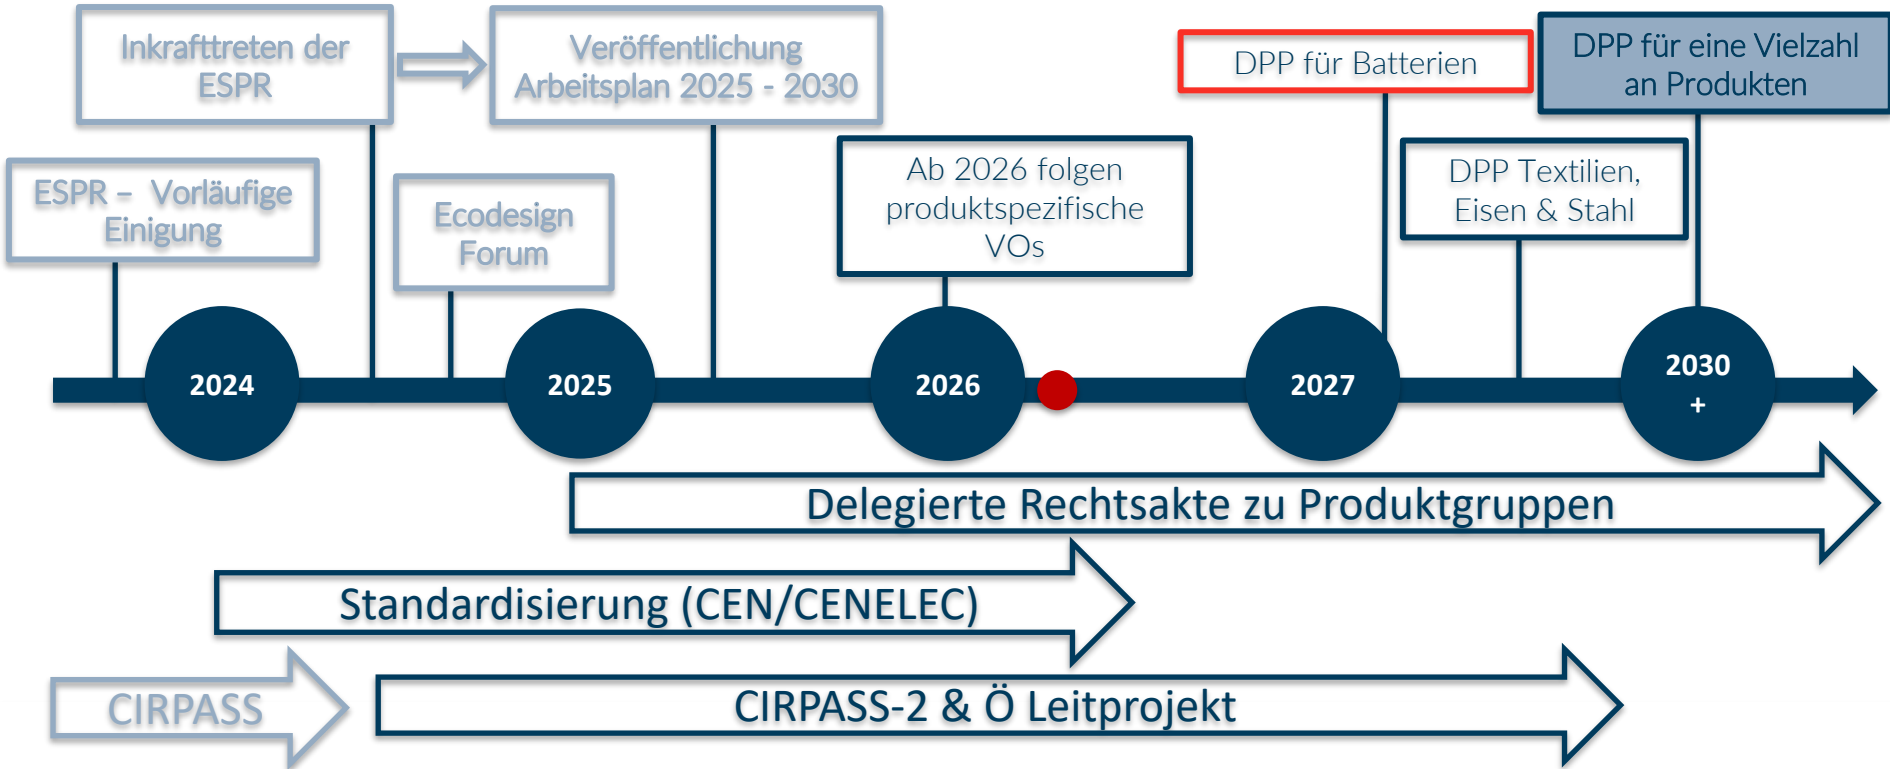 Inkrafttreten der
ESPR
Veröffentlichung
Arbeitsplan 2025 - 2030
DPP für Batterien
DPP für eine Vielzahl
an Produkten
ESPR – Vorläufige
Einigung
Ecodesign
Forum
Ab 2026 folgen
produktspezifische
VOs
DPP Textilien,
Eisen & Stahl
2024
2025
2026
2027
2030
+
Delegierte Rechtsakte zu Produktgruppen
Standardisierung (CEN/CENELEC)
CIRPASS
CIRPASS-2 & Ö Leitprojekt